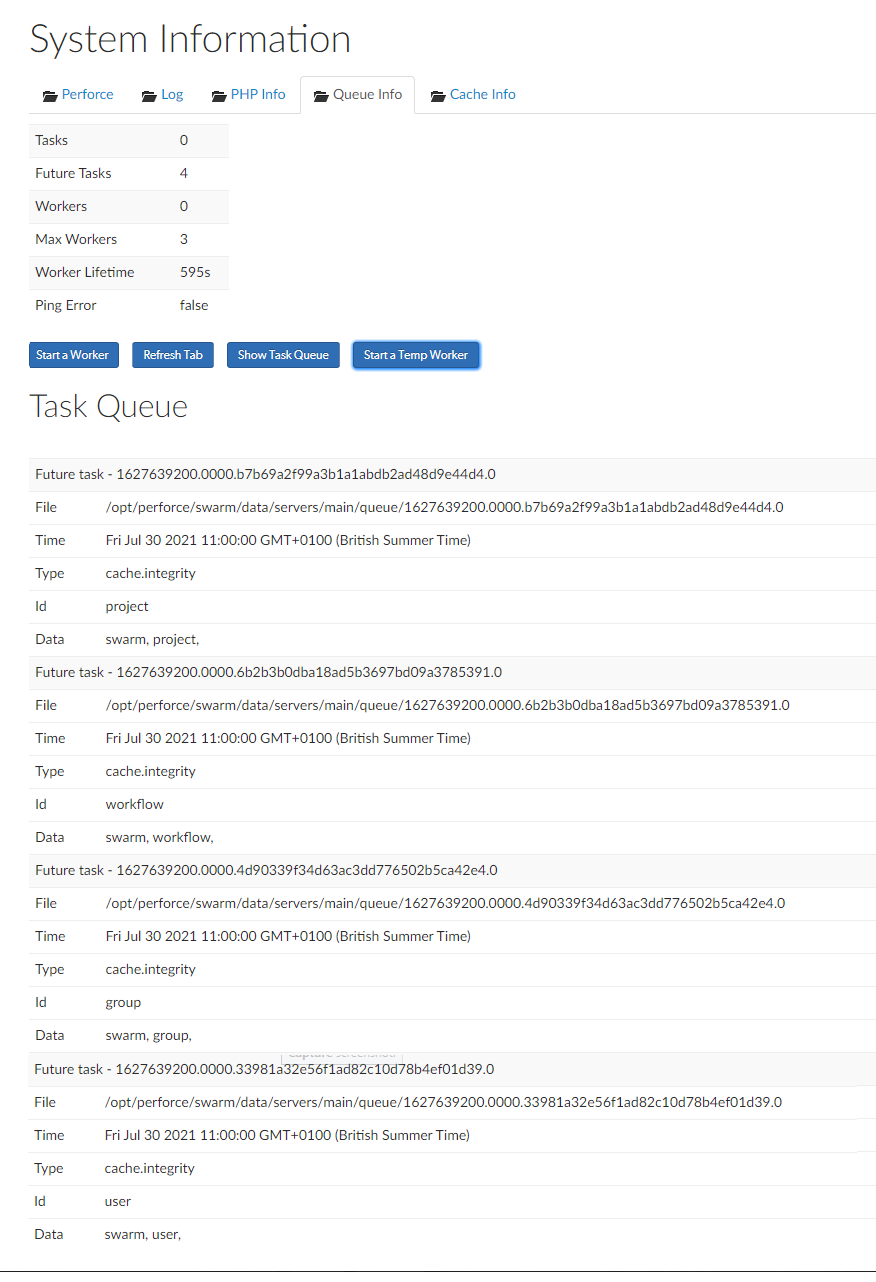 System Information
Perforce Log PHP Info Queue Info Cache Info
Tasks 0
Future Tasks 4
Workers 0
Max Workers 3
Worker Lifetime 595s
Ping Error false
Start a Worker Refresh Tab Show Task Queue Start a Temp Worker
Task Queue
Future task - 1627639200.0000.b7b69a2f99a3b1a1abdb2ad48d9e44d4.0
File /opt/perforce/swarm/data/servers/main/queue/1627639200.0000.b7b69a2f99a3b1a1abdb2ad48d9e44d4.0
Time Fri Jul 30 2021 11:00:00 GMT+0100 (British Summer Time)
Type cache.integrity
Id project
Data swarm, project,
Future task - 1627639200.0000.6b2b3b0dba18ad5b3697bd09a3785391.0
File /opt/perforce/swarm/data/servers/main/queue/1627639200.0000.6b2b3b0dba18ad5b3697bd09a3785391.0
Time Fri Jul 30 2021 11:00:00 GMT+0100 (British Summer Time)
Type cache.integrity
Id workflow
Data swarm, workflow,
Future task - 1627639200.0000.4d90339f34d63ac3dd776502b5ca42e4.0
File /opt/perforce/swarm/data/servers/main/queue/1627639200.0000.4d90339f34d63ac3dd776502b5ca42e4.0
Time Fri Jul 30 2021 11:00:00 GMT+0100 (British Summer Time)
Type cache.integrity
Id group
Data swarm, group,
Future task - 1627639200.0000.33981a32e56f1ad82c10d78b4ef01d39.0
File /opt/perforce/swarm/data/servers/main/queue/1627639200.0000.33981a32e56f1ad82c10d78b4ef01d39.0
Time Fri Jul 30 2021 11:00:00 GMT+0100 (British Summer Time)
Type cache.integrity
Id user
Data swarm, user,